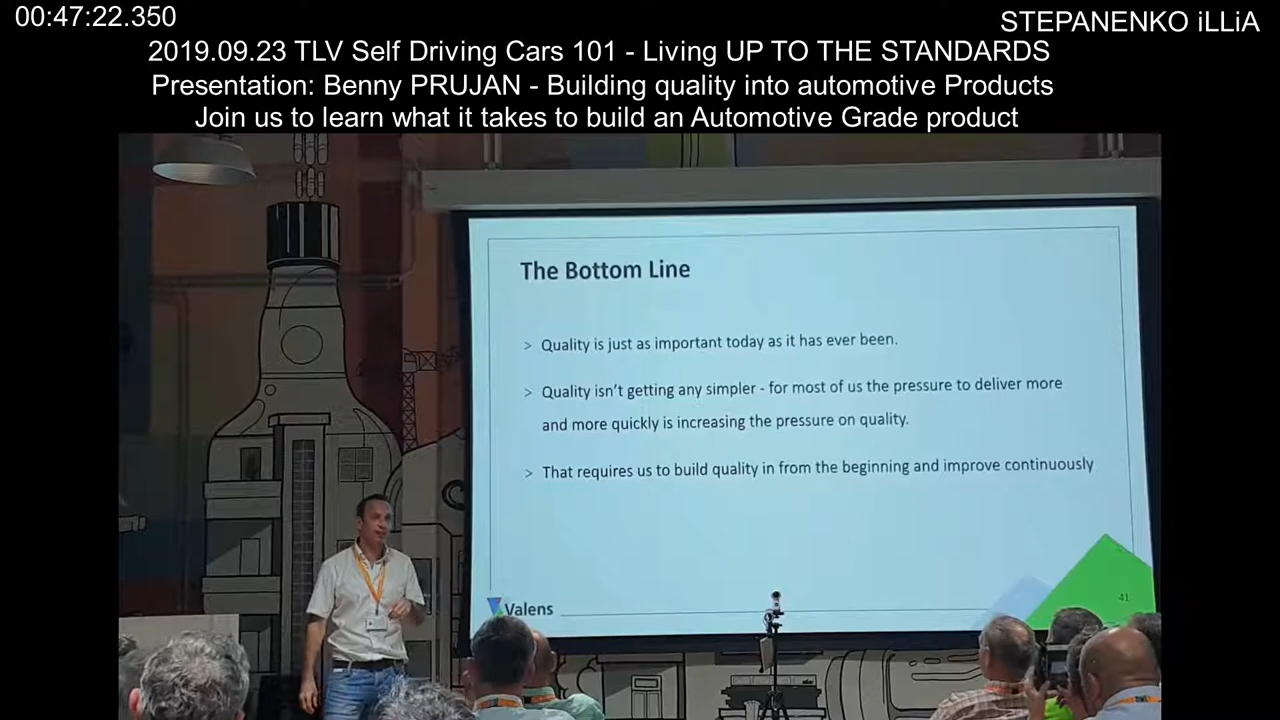 00:47:22.350
STEPANENKO iLLiA
2019.09.23 TLV Self Driving Cars 101 - Living UP TO THE STANDARDS
Presentation: Benny PRUJAN - Building quality into automotive Products
Join us to learn what it takes to build an Automotive Grade product
The Bottom Line
> Quality is just as important today as it has ever been.
> Quality isn't getting any simpler - for most of us the pressure to deliver more
and more quickly is increasing the pressure on quality.
> That requires us to build quality in from the beginning and improve continuously
Valens
41